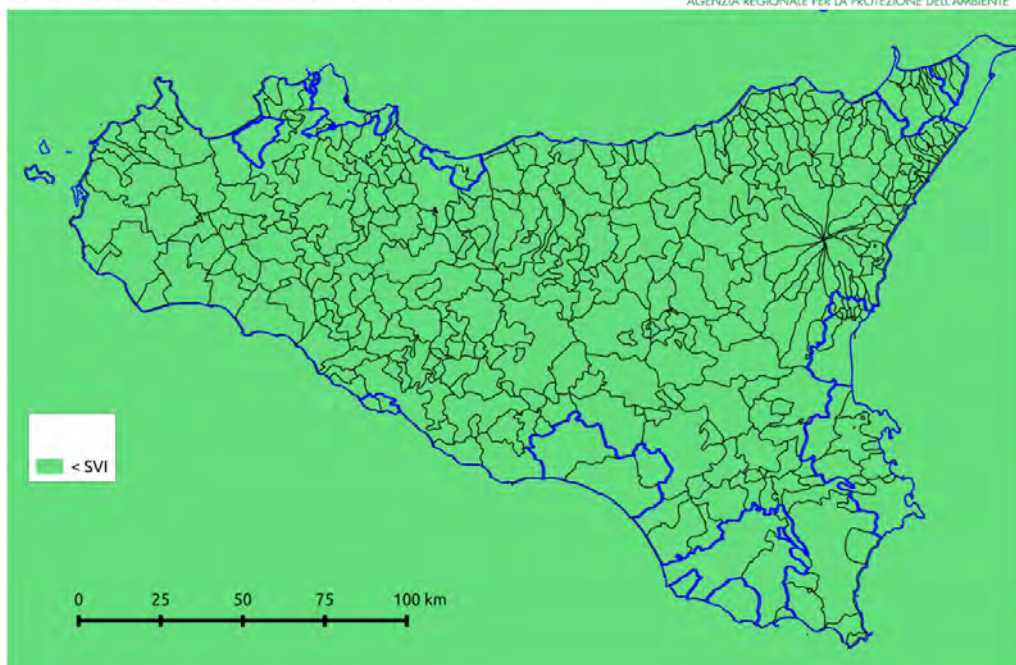 AGENZIA REGIONALE PER LA PROTEZIONE DELL'AMBIENTE
< SVI
0 25 50 75 100 km